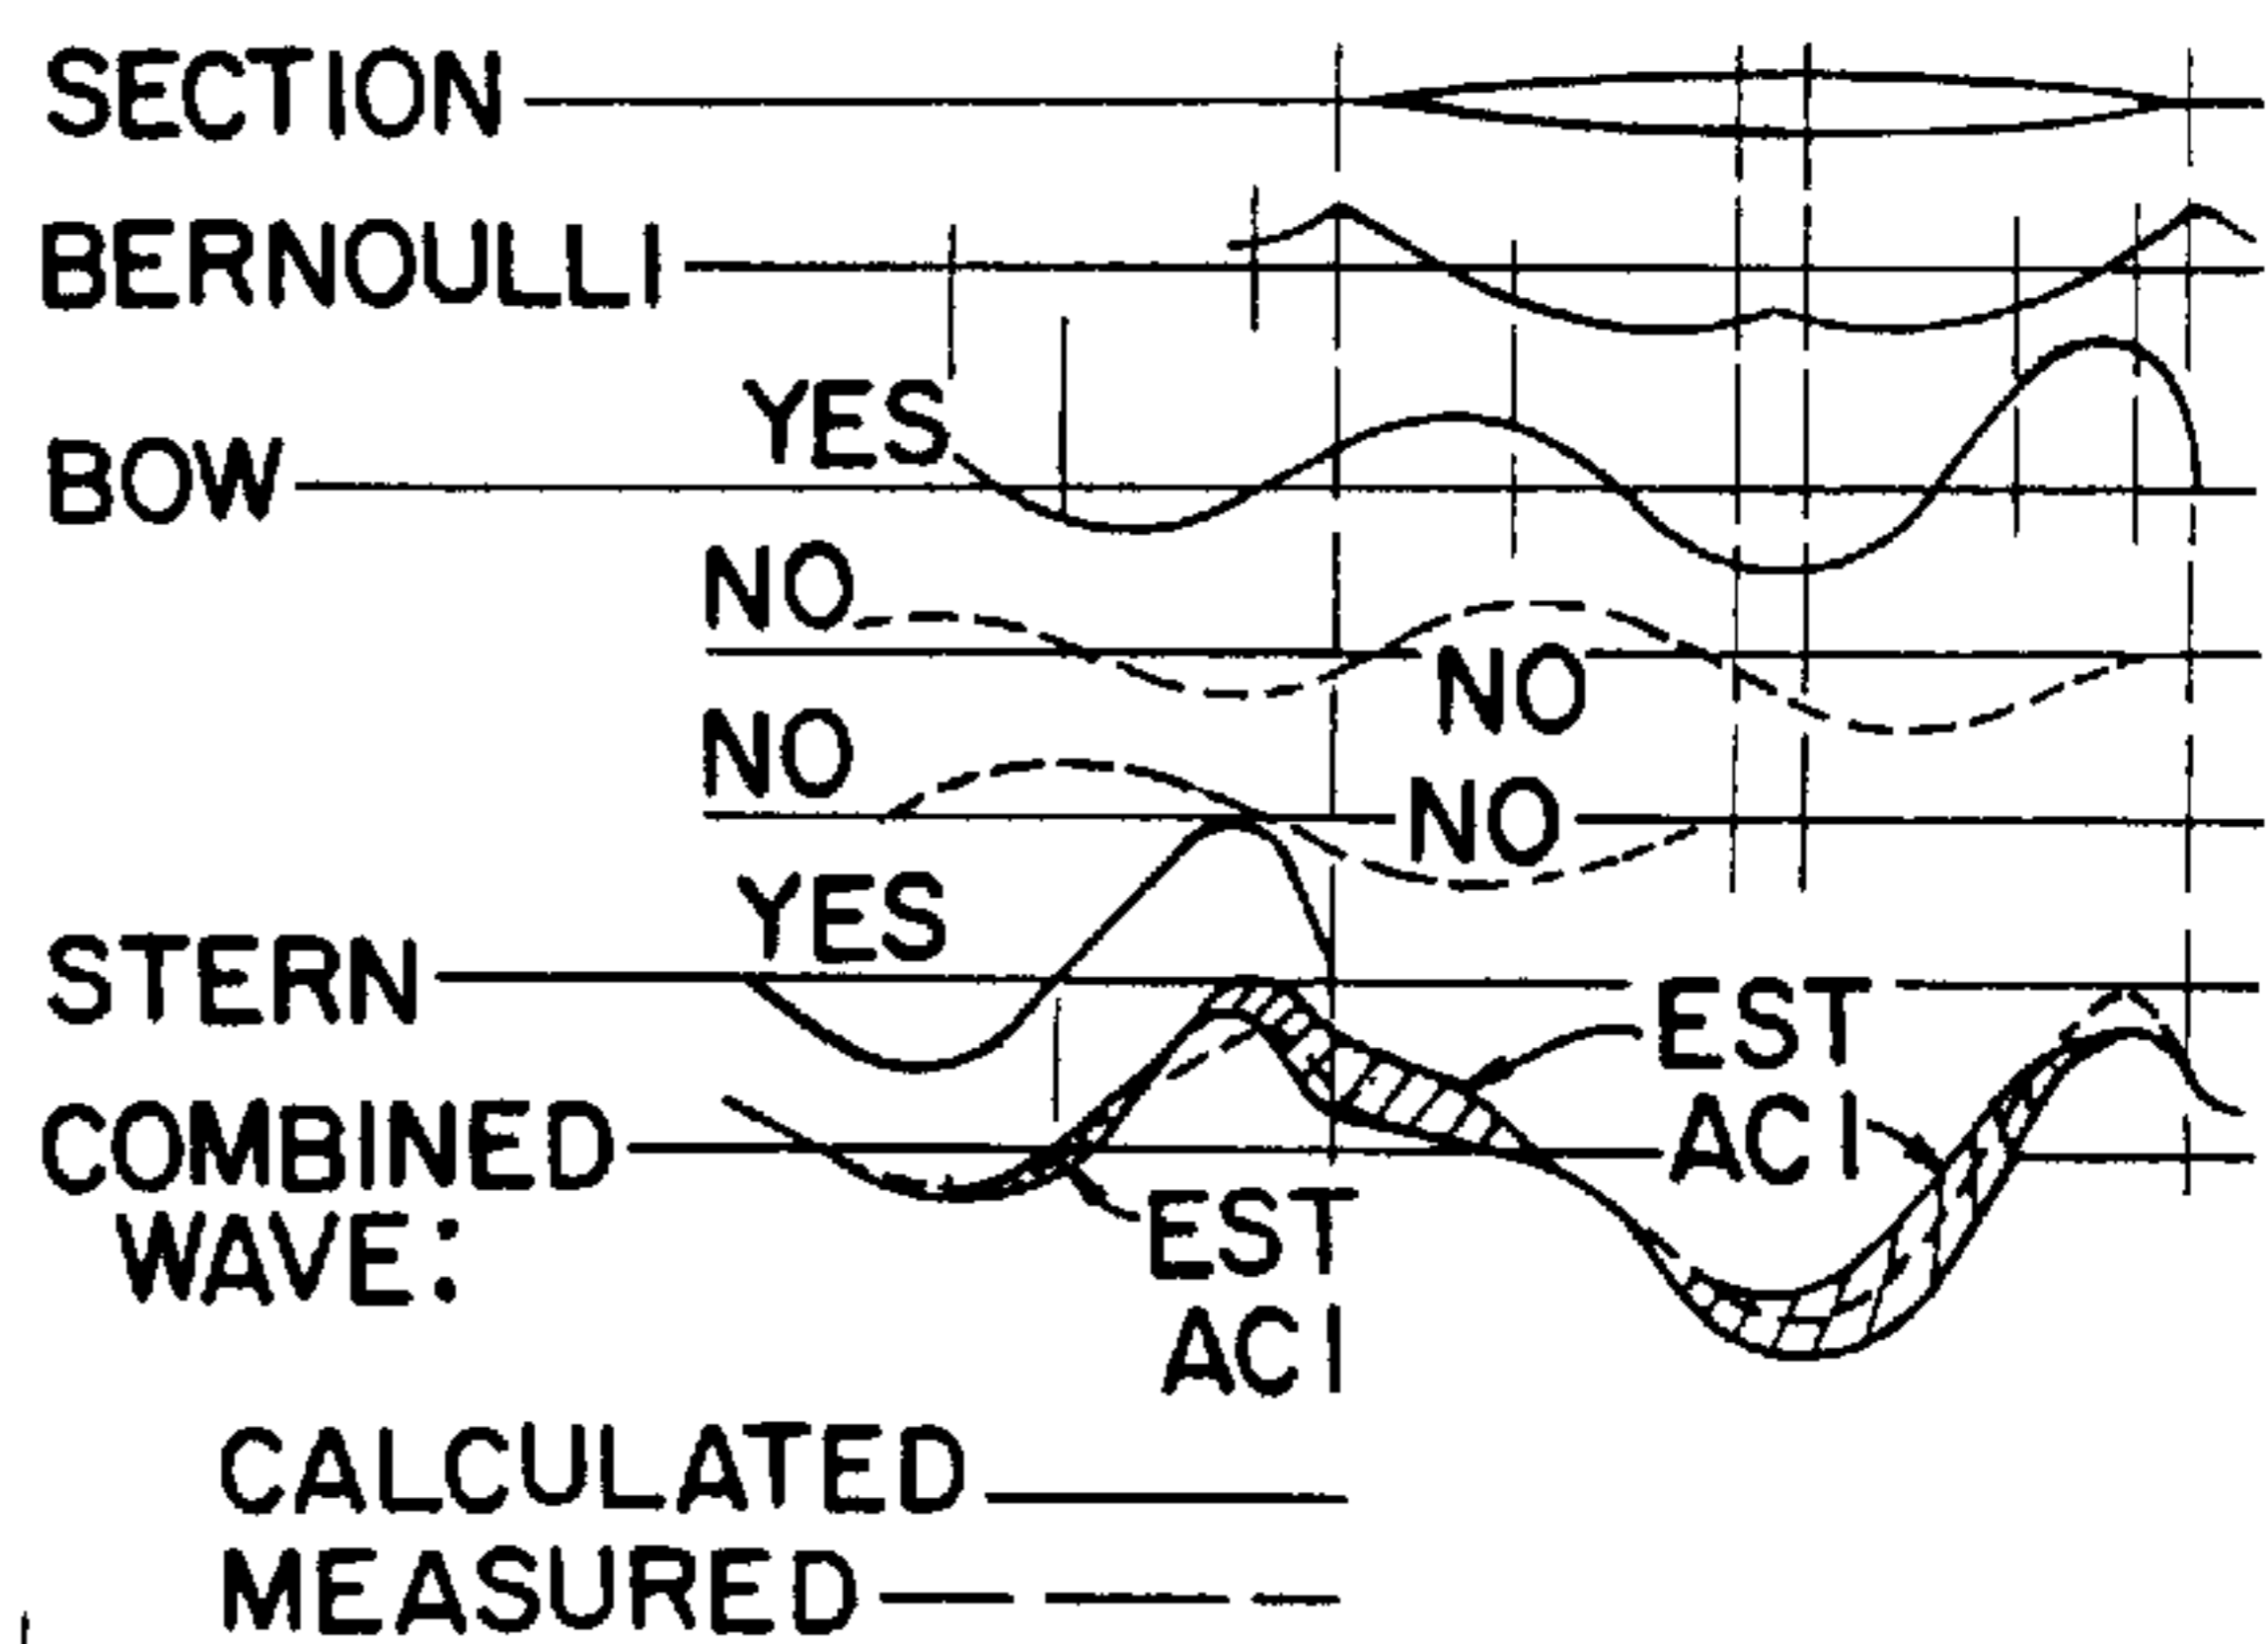 SECTION
BERNOULLI
YES
BOW
NO
NO
NO
NO
YES
STERN
EST
ACI
COMBINED
WAVE:
EST
ACI
CALCULATED
MEASURED